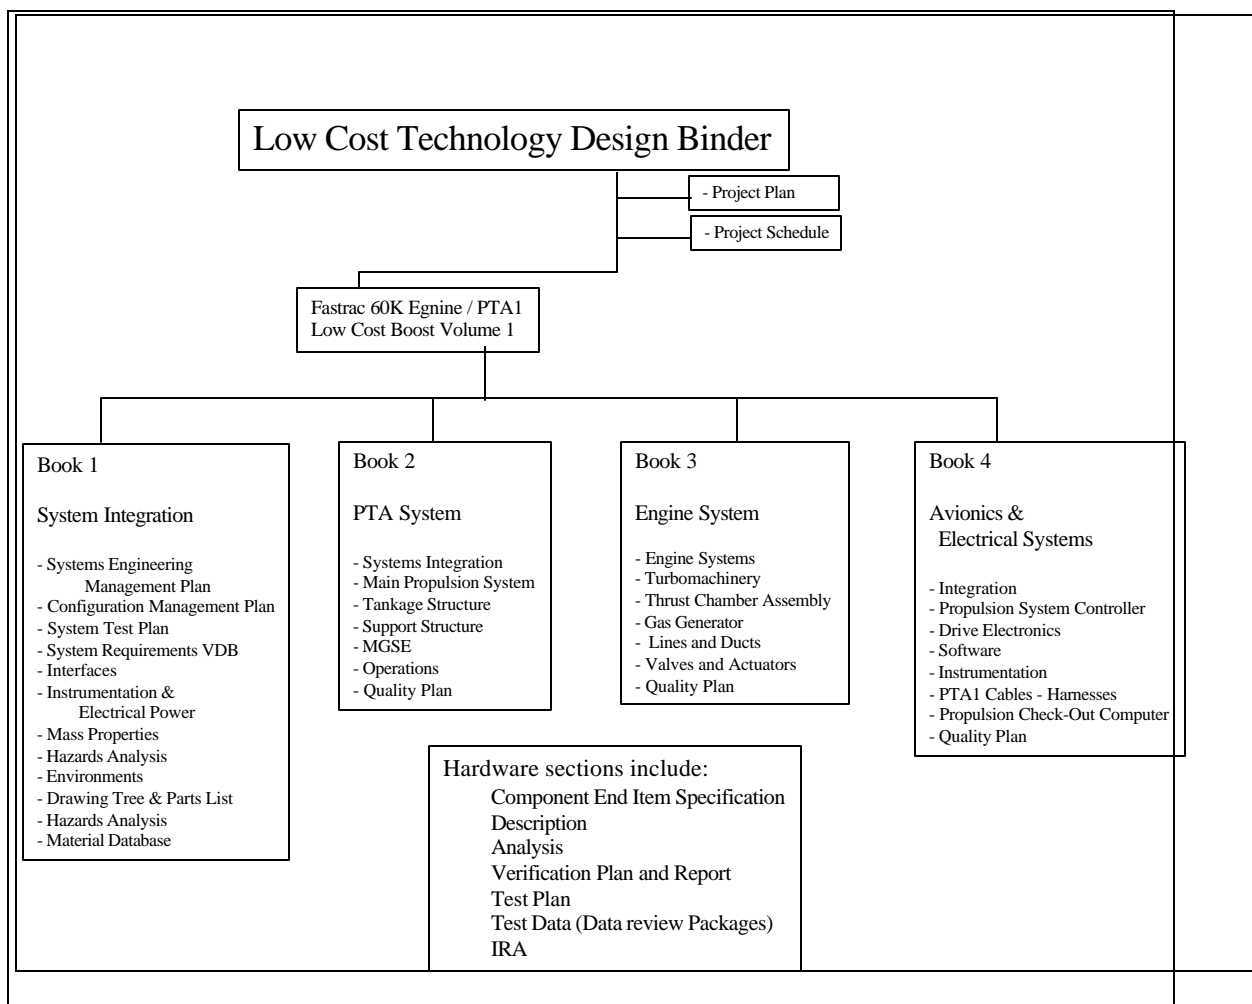 Low Cost Technology Design Binder
- Project Plan
- Project Schedule
Fastrac 60K Egnine / PTA1
Low Cost Boost Volume 1
Book 1
System Integration
- Systems Engineering
Management Plan
- Configuration Management Plan
- System Test Plan
- System Requirements VDB
- Interfaces
- Instrumentation &
Electrical Power
- Mass Properties
- Hazards Analysis
- Environments
- Drawing Tree & Parts List
- Hazards Analysis
- Material Database
Book 2
PTA System
- Systems Integration
- Main Propulsion System
- Tankage Structure
- Support Structure
- MGSE
- Operations
- Quality Plan
Book 3
Engine System
- Engine Systems
- Turbomachinery
- Thrust Chamber Assembly
- Gas Generator
- Lines and Ducts
- Valves and Actuators
- Quality Plan
Book 4
Avionics &
Electrical Systems
- Integration
- Propulsion System Controller
- Drive Electronics
- Software
- Instrumentation
- PTA1 Cables - Harnesses
- Propulsion Check-Out Computer
- Quality Plan
Hardware sections include:
Component End Item Specification
Description
Analysis
Verification Plan and Report
Test Plan
Test Data (Data review Packages)
IRA